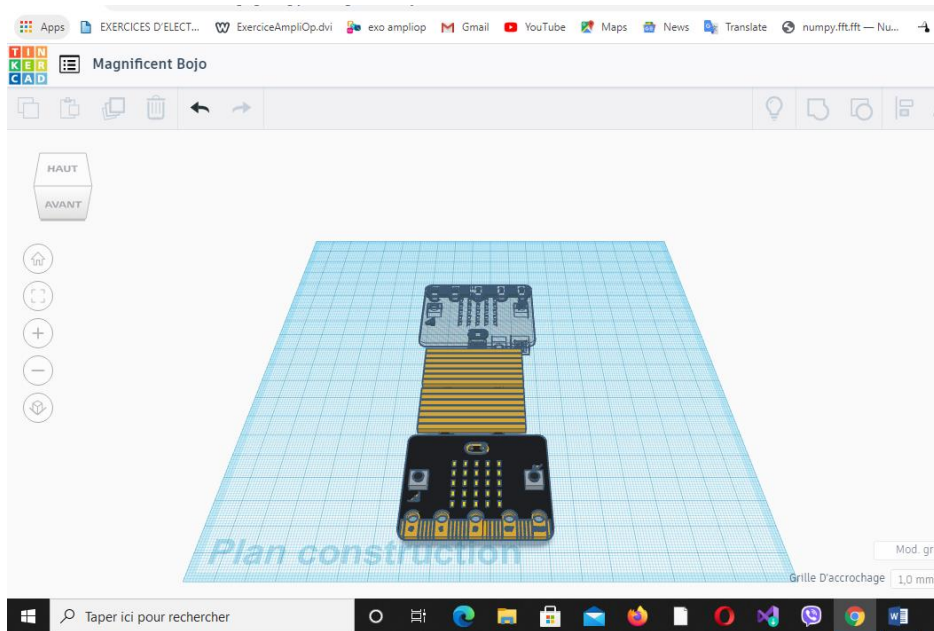 Apps EXERCICES D'ELECT... ExerciceAmpliOp.dvi exo ampliop Gmail YouTube Maps News Translate numpy.fft.fft — Nu...
TIN
KER
CAD
Magnificent Bojo
HAUT
AVANT
Plan construction
Mod. gr
Grille D'accrochage 1,0 mm
Taper ici pour rechercher